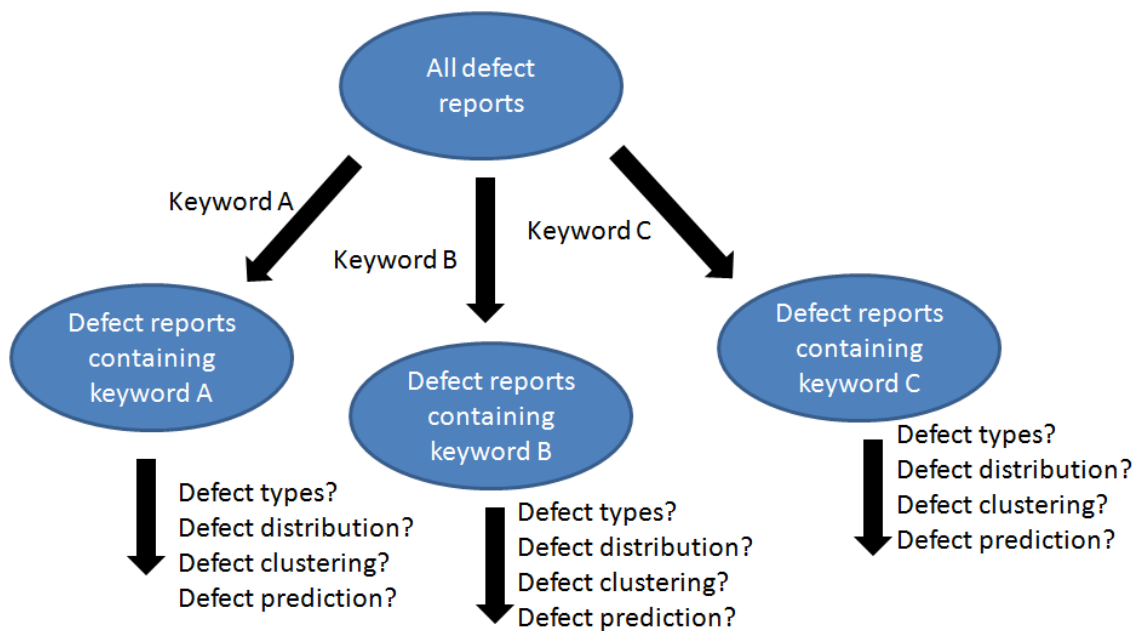 All defect
reports
Keyword A
Keyword B
Keyword C
Defect reports
containing
keyword A
Defect reports
containing
keyword B
Defect reports
containing
keyword C
Defect types?
Defect distribution?
Defect clustering?
Defect prediction?
Defect types?
Defect distribution?
Defect clustering?
Defect prediction?
Defect types?
Defect distribution?
Defect clustering?
Defect prediction?